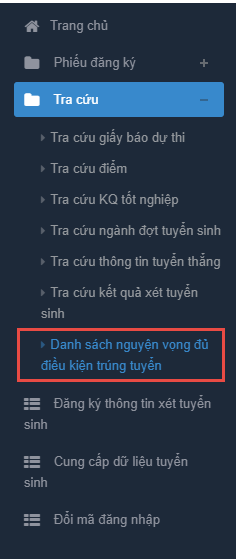 Trang chủ
Phiếu đăng ký +
Tra cứu −
Tra cứu giấy báo dự thi
Tra cứu điểm
Tra cứu KQ tốt nghiệp
Tra cứu ngành đợt tuyển sinh
Tra cứu thông tin tuyển thẳng
Tra cứu kết quả xét tuyển
sinh
Danh sách nguyện vọng đủ
điều kiện trúng tuyển
Đăng ký thông tin xét tuyển
sinh
Cung cấp dữ liệu tuyển
sinh
Đổi mã đăng nhập